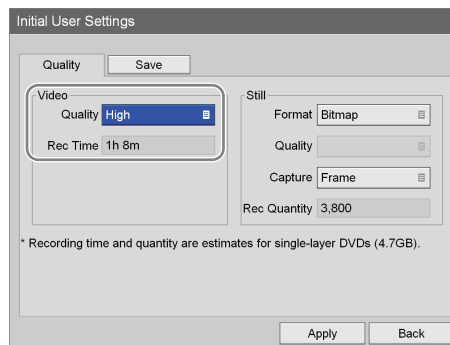 Initial User Settings
Quality
Save
Video
Quality High
Rec Time 1h 8m
Still
Format Bitmap
Quality
Capture Frame
Rec Quantity 3,800
* Recording time and quantity are estimates for single-layer DVDs (4.7GB).
Apply
Back